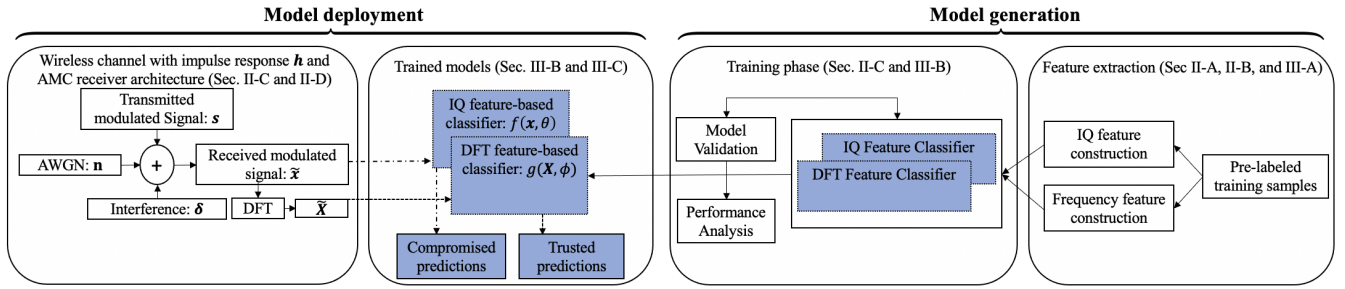 Model deployment
Model generation
Wireless channel with impulse response h and
AMC receiver architecture (Sec. II-C and II-D)
Transmitted
modulated Signal: s
AWGN: n
+
Received modulated
signal: x̃
Interference: δ
DFT
X̃
Trained models (Sec. III-B and III-C)
IQ feature-based
classifier: f(x, θ)
DFT feature-based
classifier: g(X, ϕ)
Compromised
predictions
Trusted
predictions
Training phase (Sec. II-C and III-B)
Model
Validation
IQ Feature Classifier
DFT Feature Classifier
Performance
Analysis
Feature extraction (Sec II-A, II-B, and III-A)
IQ feature
construction
Frequency feature
construction
Pre-labeled
training samples